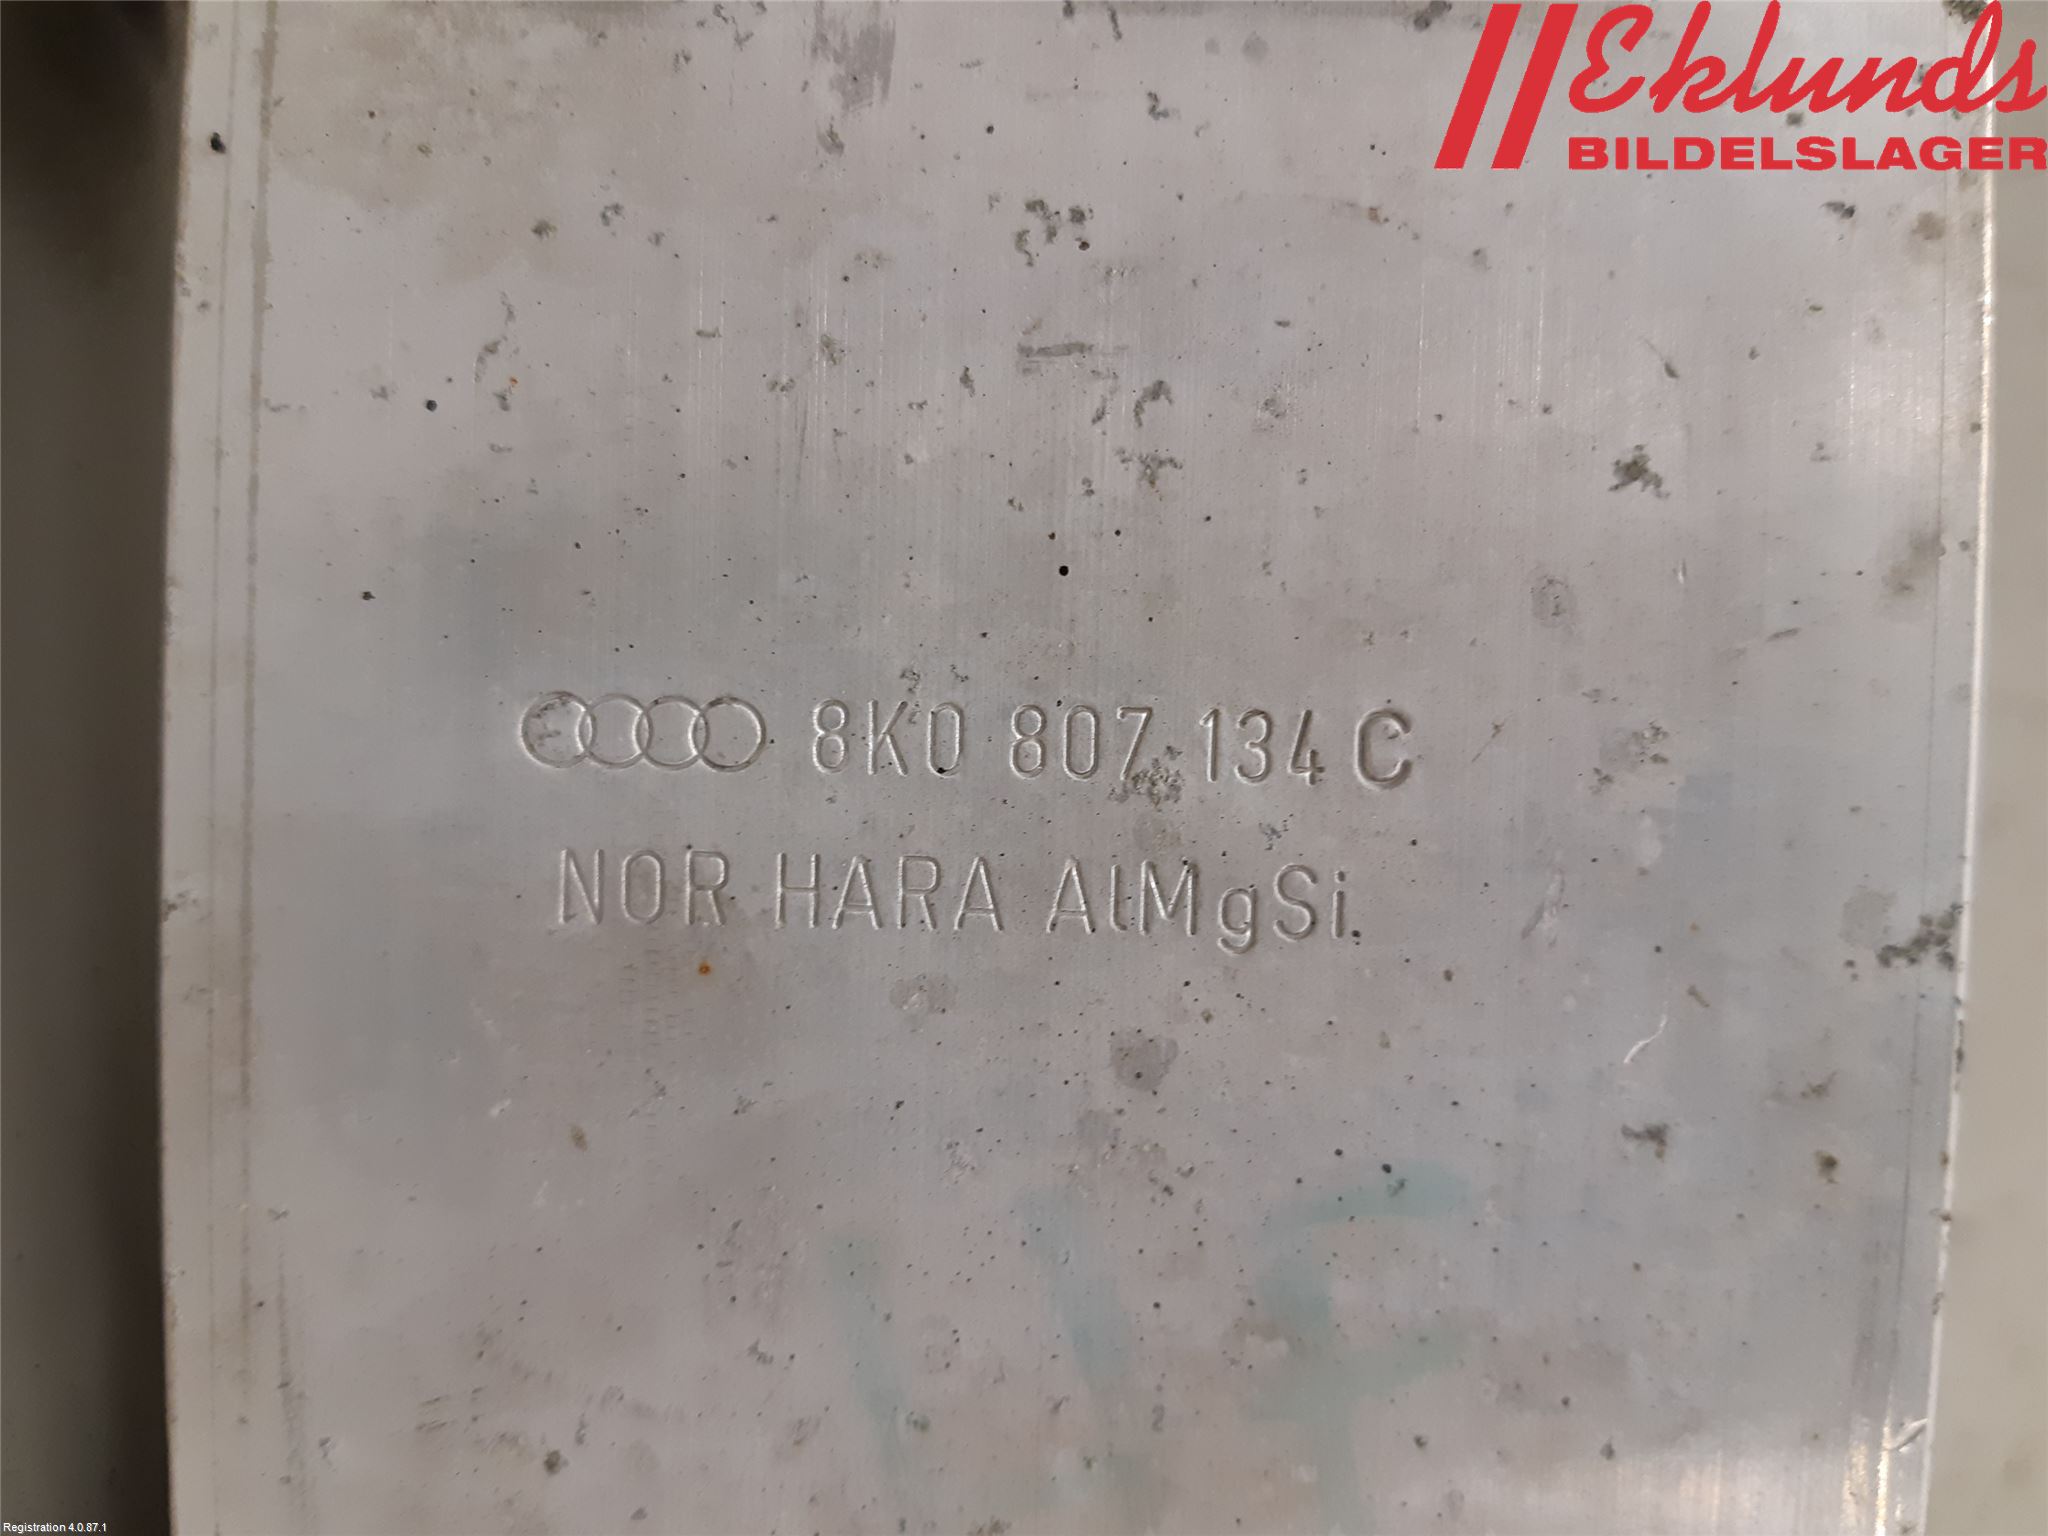 Eklunds
BILDELSLAGER
8K0 807 134 C
NOR HARA AlMgSi
Registration 4.0.87.1